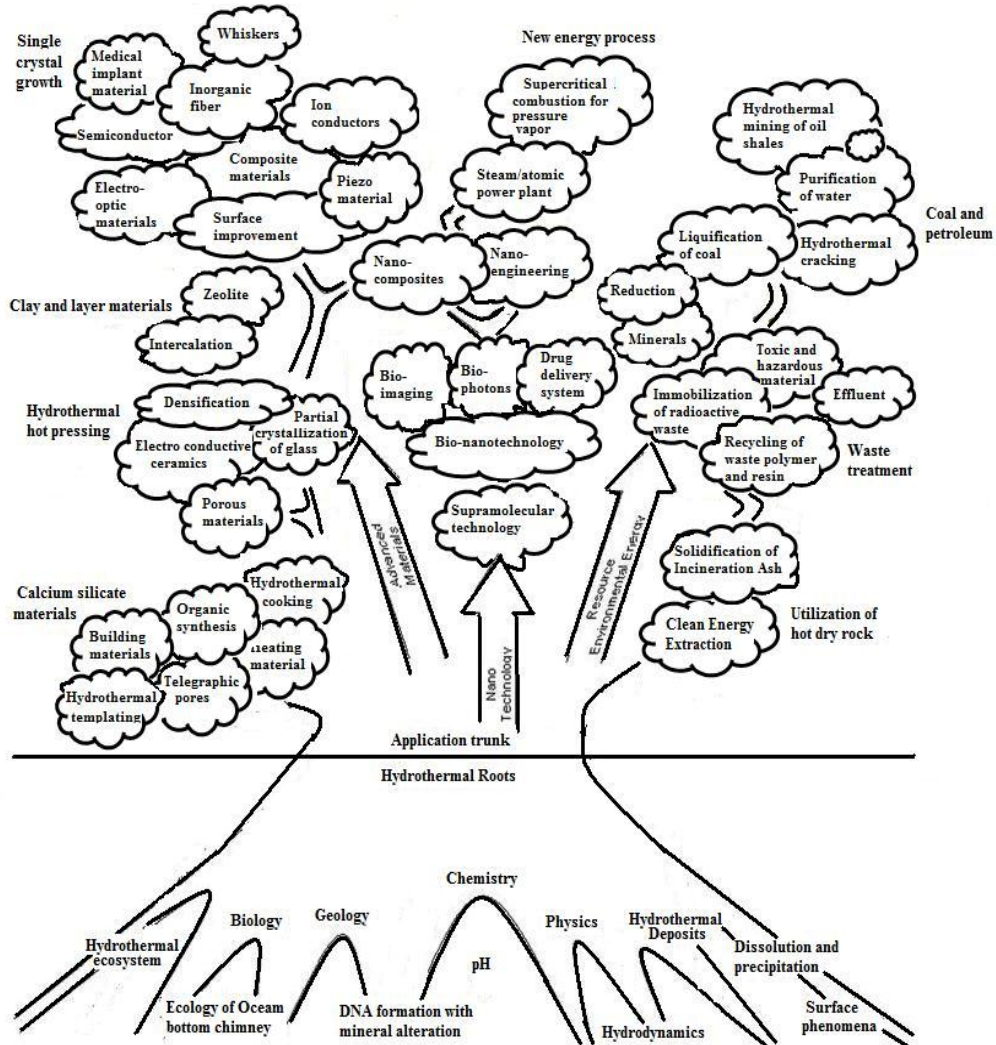 Single
crystal
growth
Whiskers
Medical
implant
material
Inorganic
fiber
Ion
conductors
Semiconductor
Composite
materials
Electro-
optic
materials
Piezo
material
Surface
improvement
New energy process
Supercritical
combustion for
pressure
vapor
Steam/atomic
power plant
Nano-
composites
Nano-
engineering
Hydrothermal
mining of oil
shales
Purification
of water
Coal and
petroleum
Liquification
of coal
Hydrothermal
cracking
Reduction
Minerals
Clay and layer materials
Zeolite
Intercalation
Bio-
imaging
Bio-
photons
Drug
delivery
system
Bio-nanotechnology
Supramolecular
technology
Toxic and
hazardous
material
Effluent
Immobilization
of radioactive
waste
Recycling of
waste polymer
and resin
Waste
treatment
Hydrothermal
hot pressing
Densification
Partial
crystallization
of glass
Electro conductive
ceramics
Porous
materials
Advanced
Materials
Nano
Technology
Resource
Environmental Energy
Solidification of
Incineration Ash
Clean Energy
Extraction
Utilization of
hot dry rock
Calcium silicate
materials
Hydrothermal
cooking
Organic
synthesis
Building
materials
eating
material
Telegraphic
pores
Hydrothermal
templating
Application trunk
Hydrothermal Roots
Chemistry
Biology
Geology
Physics
Hydrothermal
Deposits
Hydrothermal
ecosystem
pH
Dissolution and
precipitation
Ecology of Oceam
bottom chimney
DNA formation with
mineral alteration
Hydrodynamics
Surface
phenomena